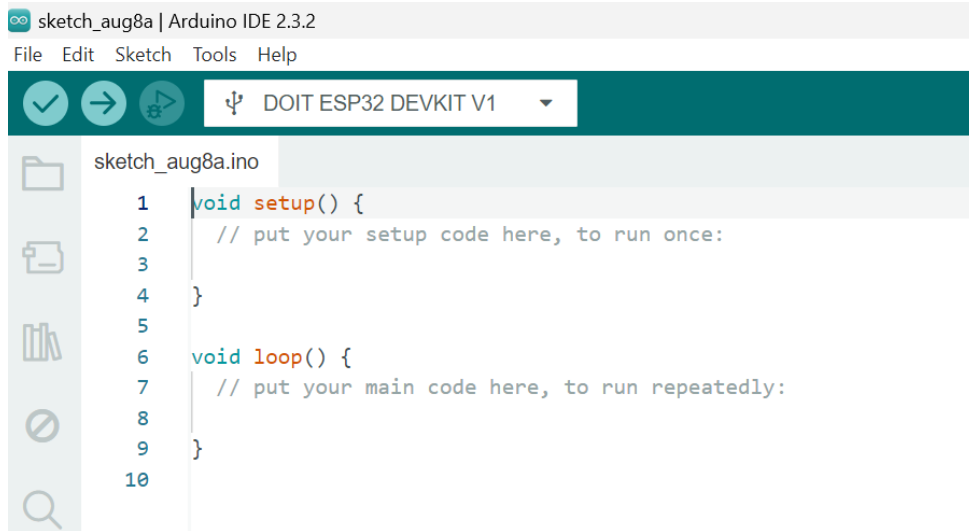 sketch_aug8a | Arduino IDE 2.3.2
File Edit Sketch Tools Help
DOIT ESP32 DEVKIT V1
sketch_aug8a.ino
1 void setup() {
2 // put your setup code here, to run once:
3
4 }
5
6 void loop() {
7 // put your main code here, to run repeatedly:
8
9 }
10